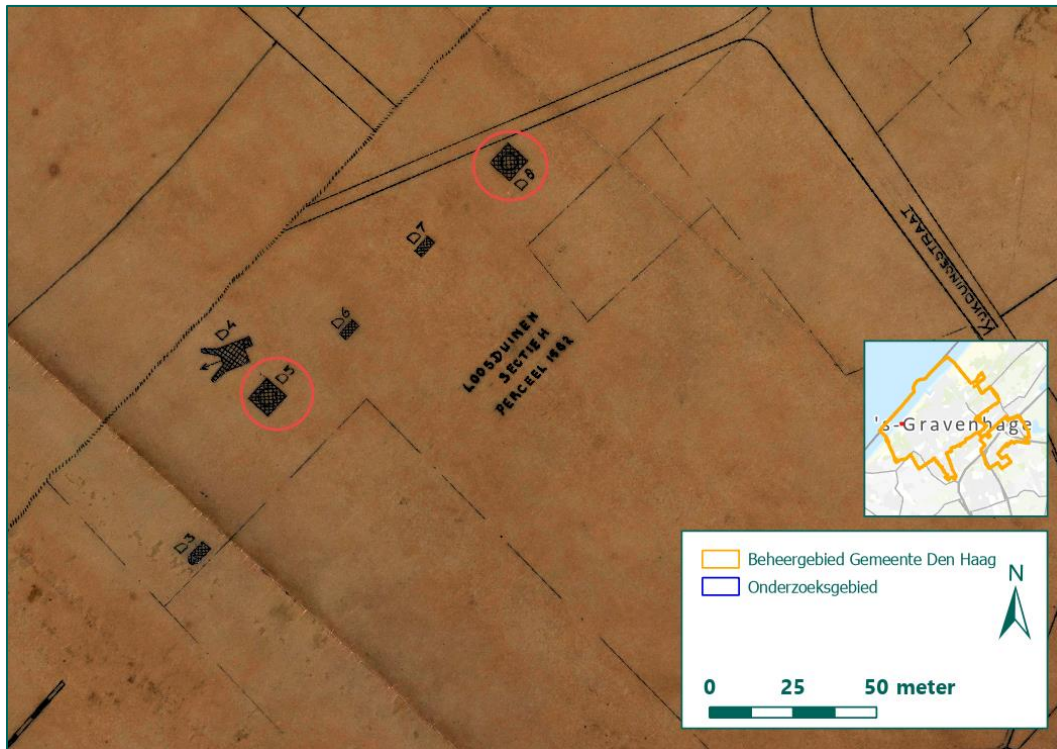 D8
D7
KIJKDUINSESTRAAT
D6
D4
LOOSDUINEN
SECTIE H
PERCEEL 1982
D5
's-Gravenhage
D3
Beheergebied Gemeente Den Haag
Onderzoeksgebied
N
0 25 50 meter